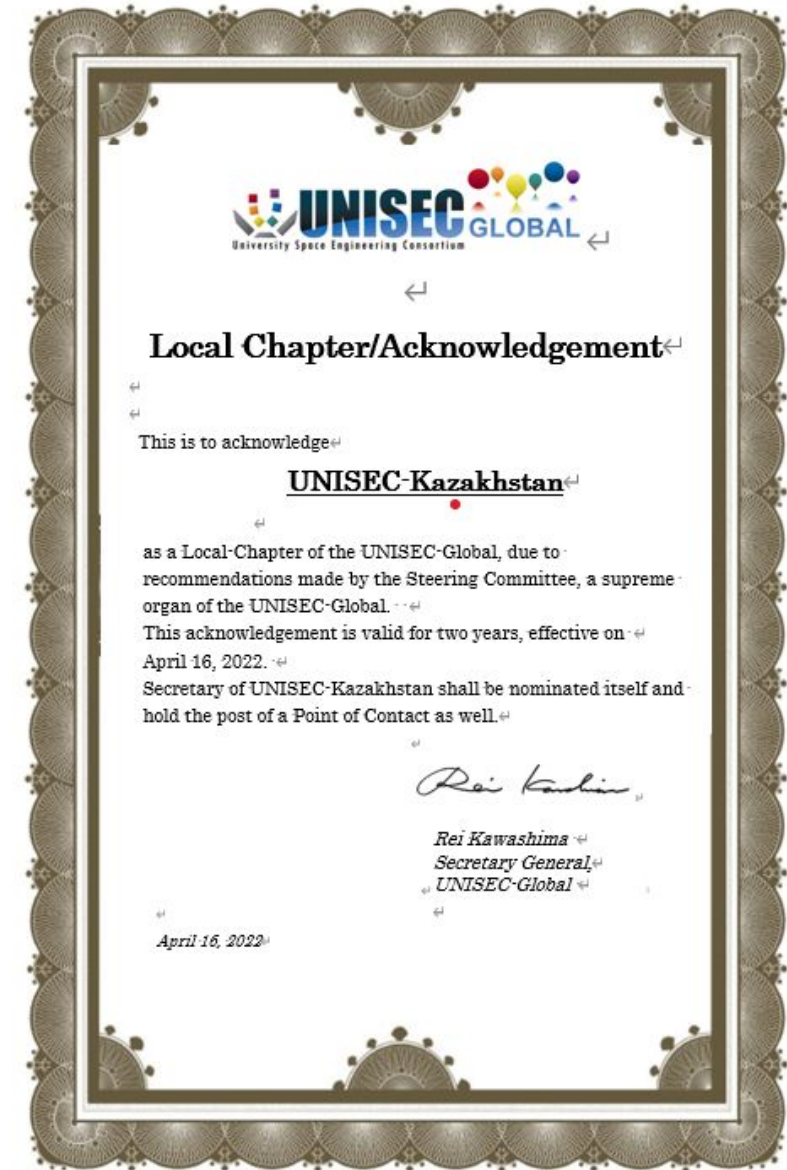 UNISEC
GLOBAL
University Space Engineering Consortium
Local Chapter/Acknowledgement
This is to acknowledge
UNISEC-Kazakhstan
as a Local Chapter of the UNISEC-Global, due to
recommendations made by the Steering Committee, a supreme
organ of the UNISEC-Global.
This acknowledgement is valid for two years, effective on
April 16, 2022.
Secretary of UNISEC-Kazakhstan shall be nominated itself and
hold the post of a Point of Contact as well.
Rei Kawashima
Secretary General,
UNISEC-Global
April 16, 2022